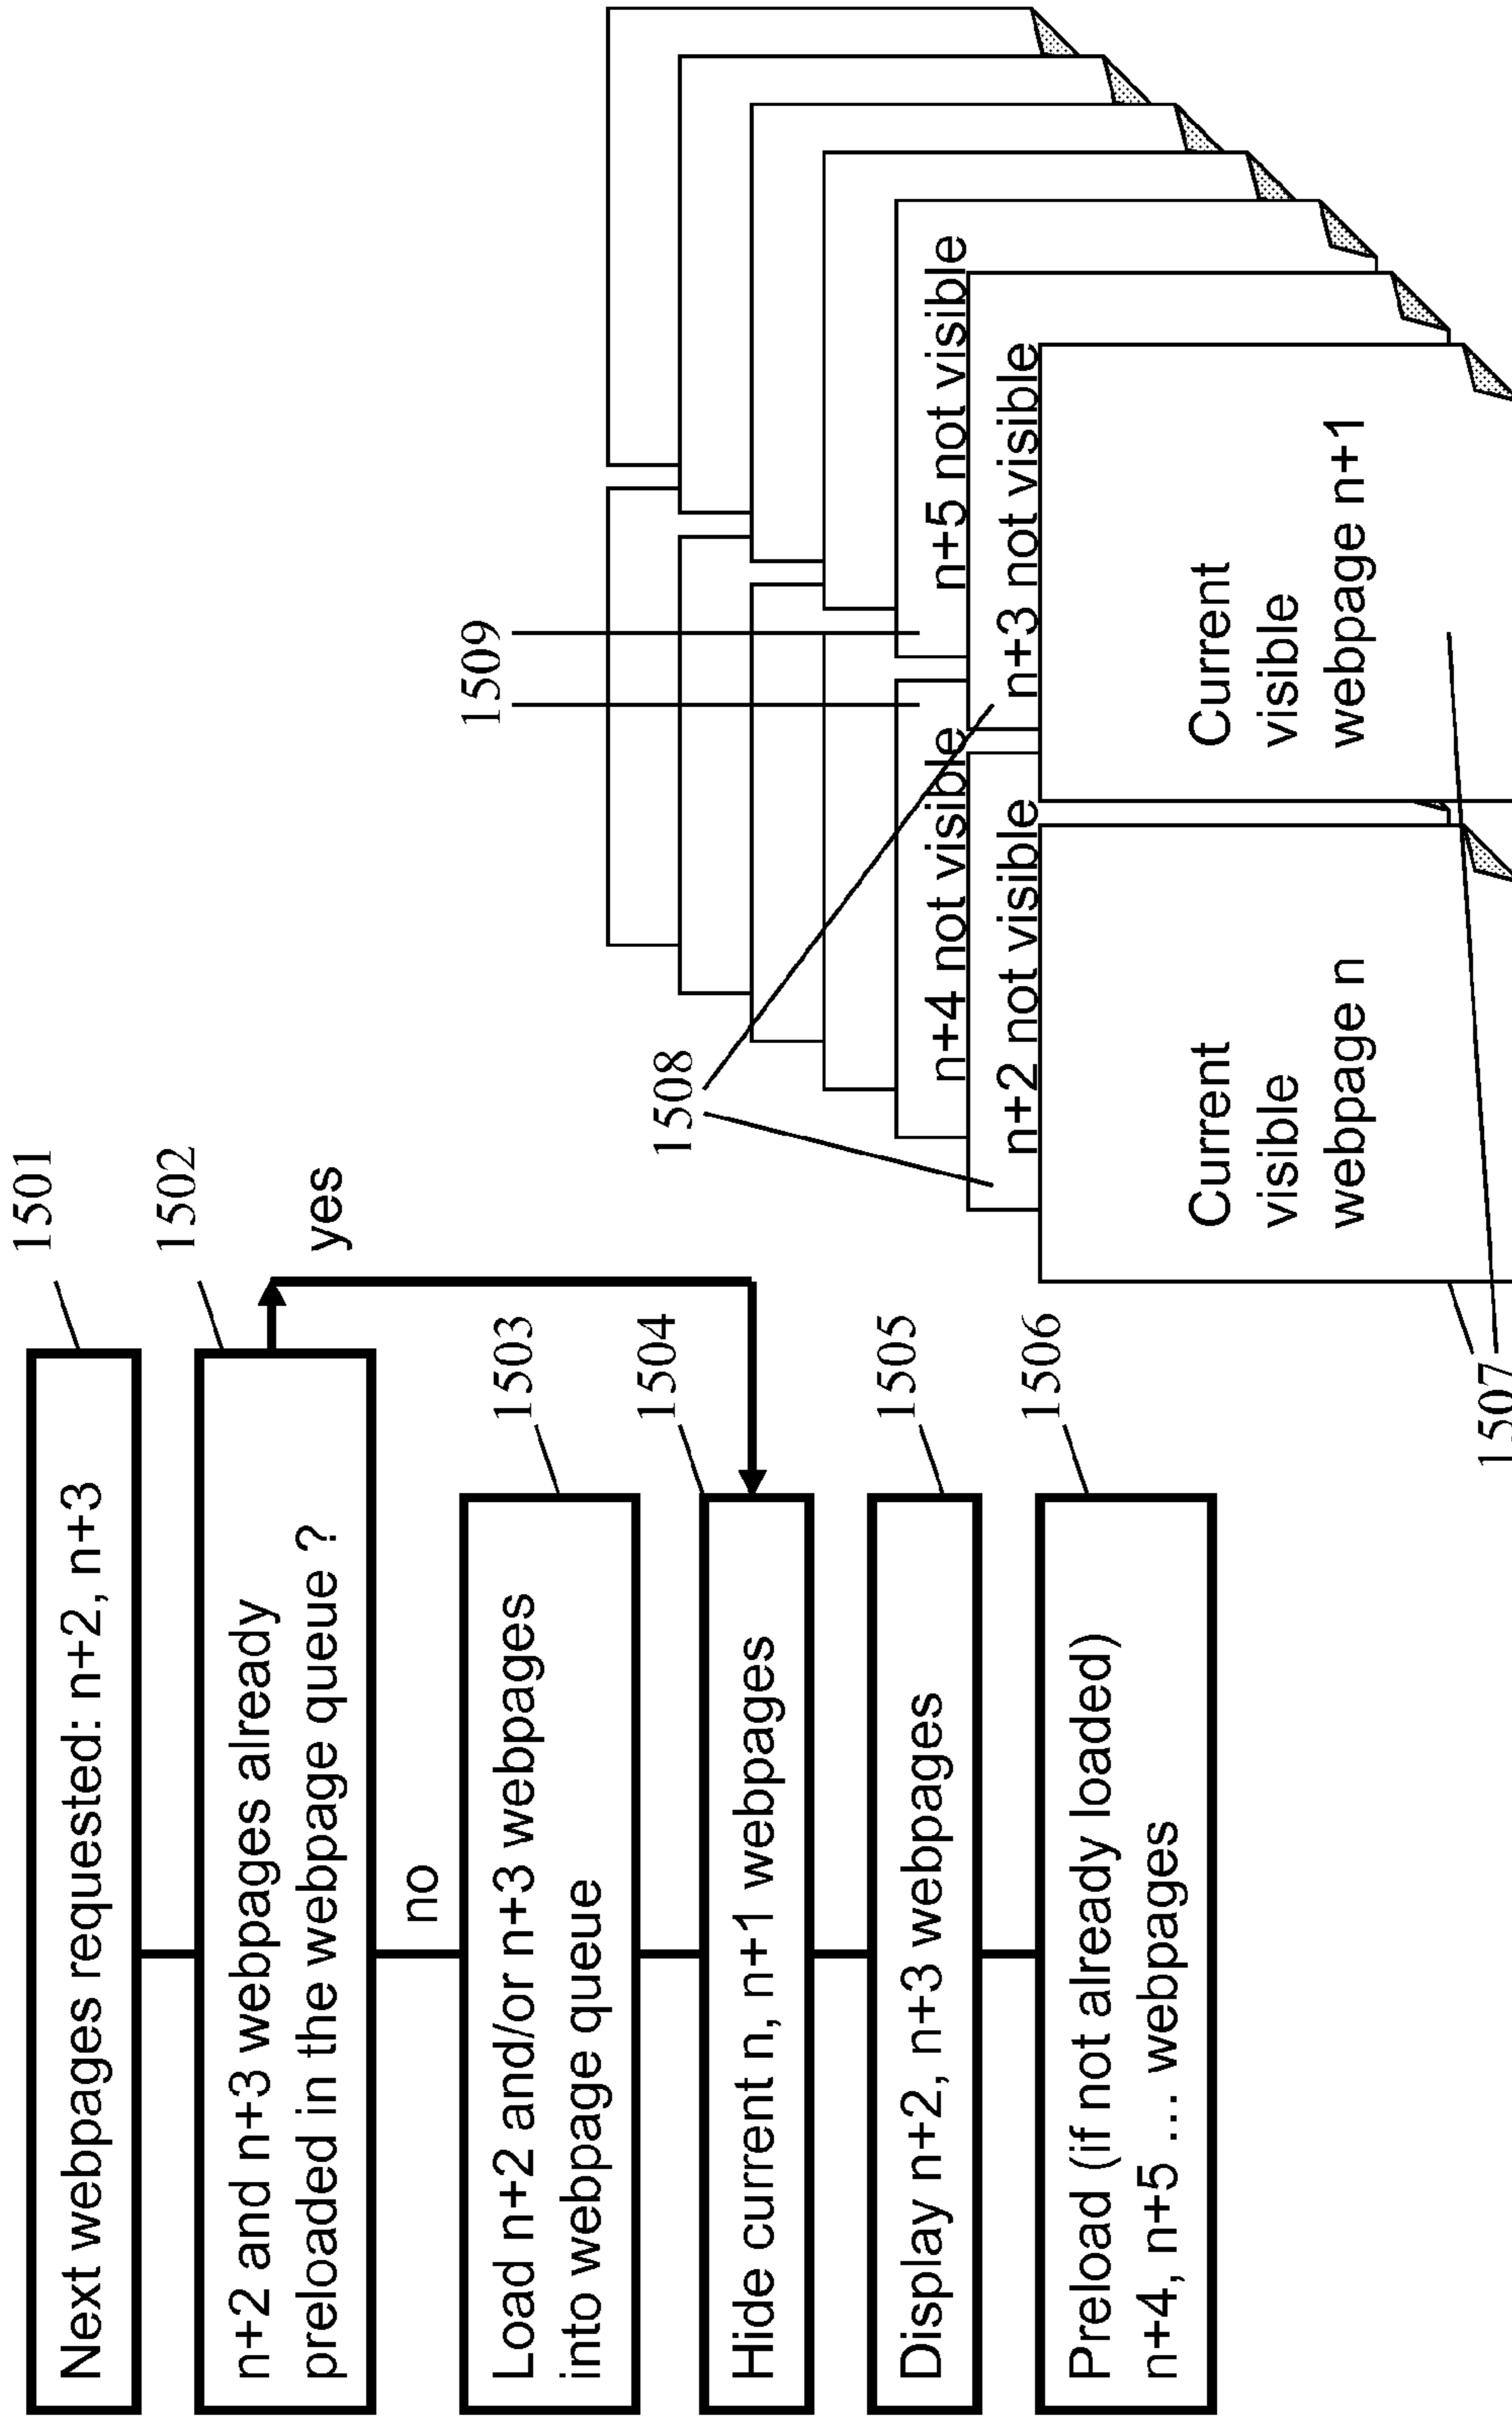 1501
Next webpages requested: n+2, n+3
1502
n+2 and n+3 webpages already
preloaded in the webpage queue ?
yes
no
1503
Load n+2 and/or n+3 webpages
into webpage queue
1504
Hide current n, n+1 webpages
1505
Display n+2, n+3 webpages
1506
Preload (if not already loaded)
n+4, n+5 ... webpages
1509
1508
n+4 not visible
n+5 not visible
n+2 not visible
n+3 not visible
Current
visible
webpage n
Current
visible
webpage n+1
1507